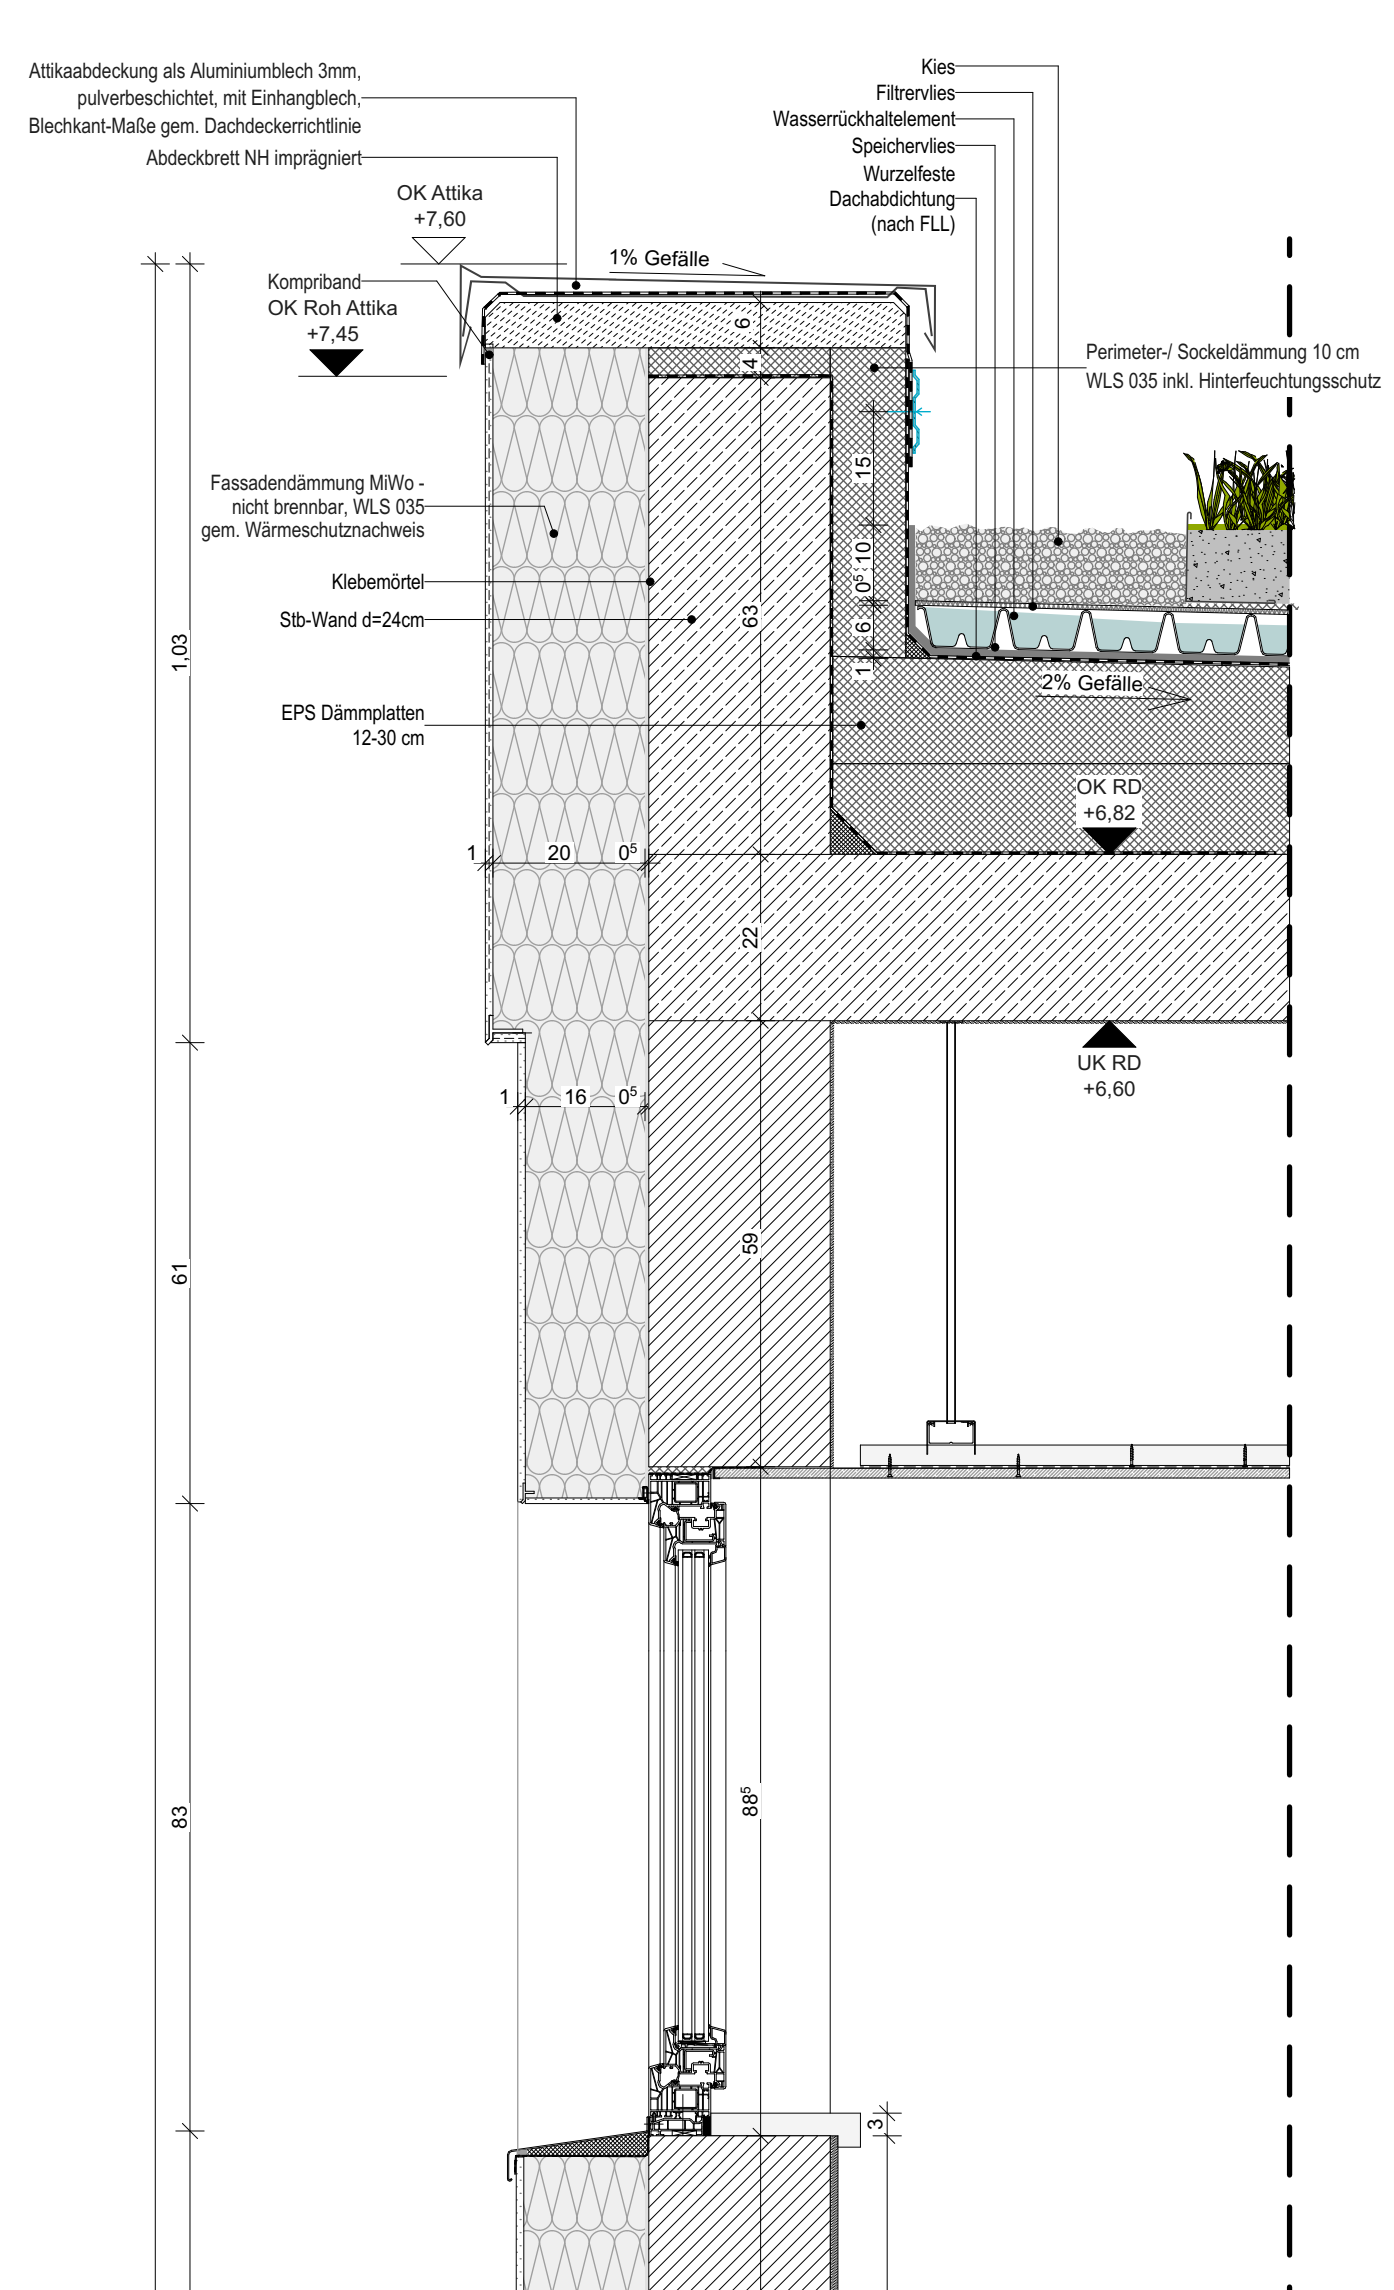 Attikaabdeckung als Aluminiumblech 3mm,
pulverbeschichtet, mit Einhangblech,
Blechkant-Maße gem. Dachdeckerrichtlinie
Abdeckbrett NH imprägniert
OK Attika
+7,60
Kompriband
OK Roh Attika
+7,45
1% Gefälle
Kies
Filtrervlies
Wasserrückhaltelement
Speichervlies
Wurzelfeste
Dachabdichtung
(nach FLL)
Perimeter-/ Sockeldämmung 10 cm
WLS 035 inkl. Hinterfeuchtungsschutz
6
4
15
10
0⁵
6
1
63
Fassadendämmung MiWo -
nicht brennbar, WLS 035
gem. Wärmeschutznachweis
Klebemörtel
Stb-Wand d=24cm
1,03
EPS Dämmplatten
12-30 cm
2% Gefälle
OK RD
+6,82
1 20 0⁵
22
UK RD
+6,60
1 16 0⁵
59
61
83
88⁵
3